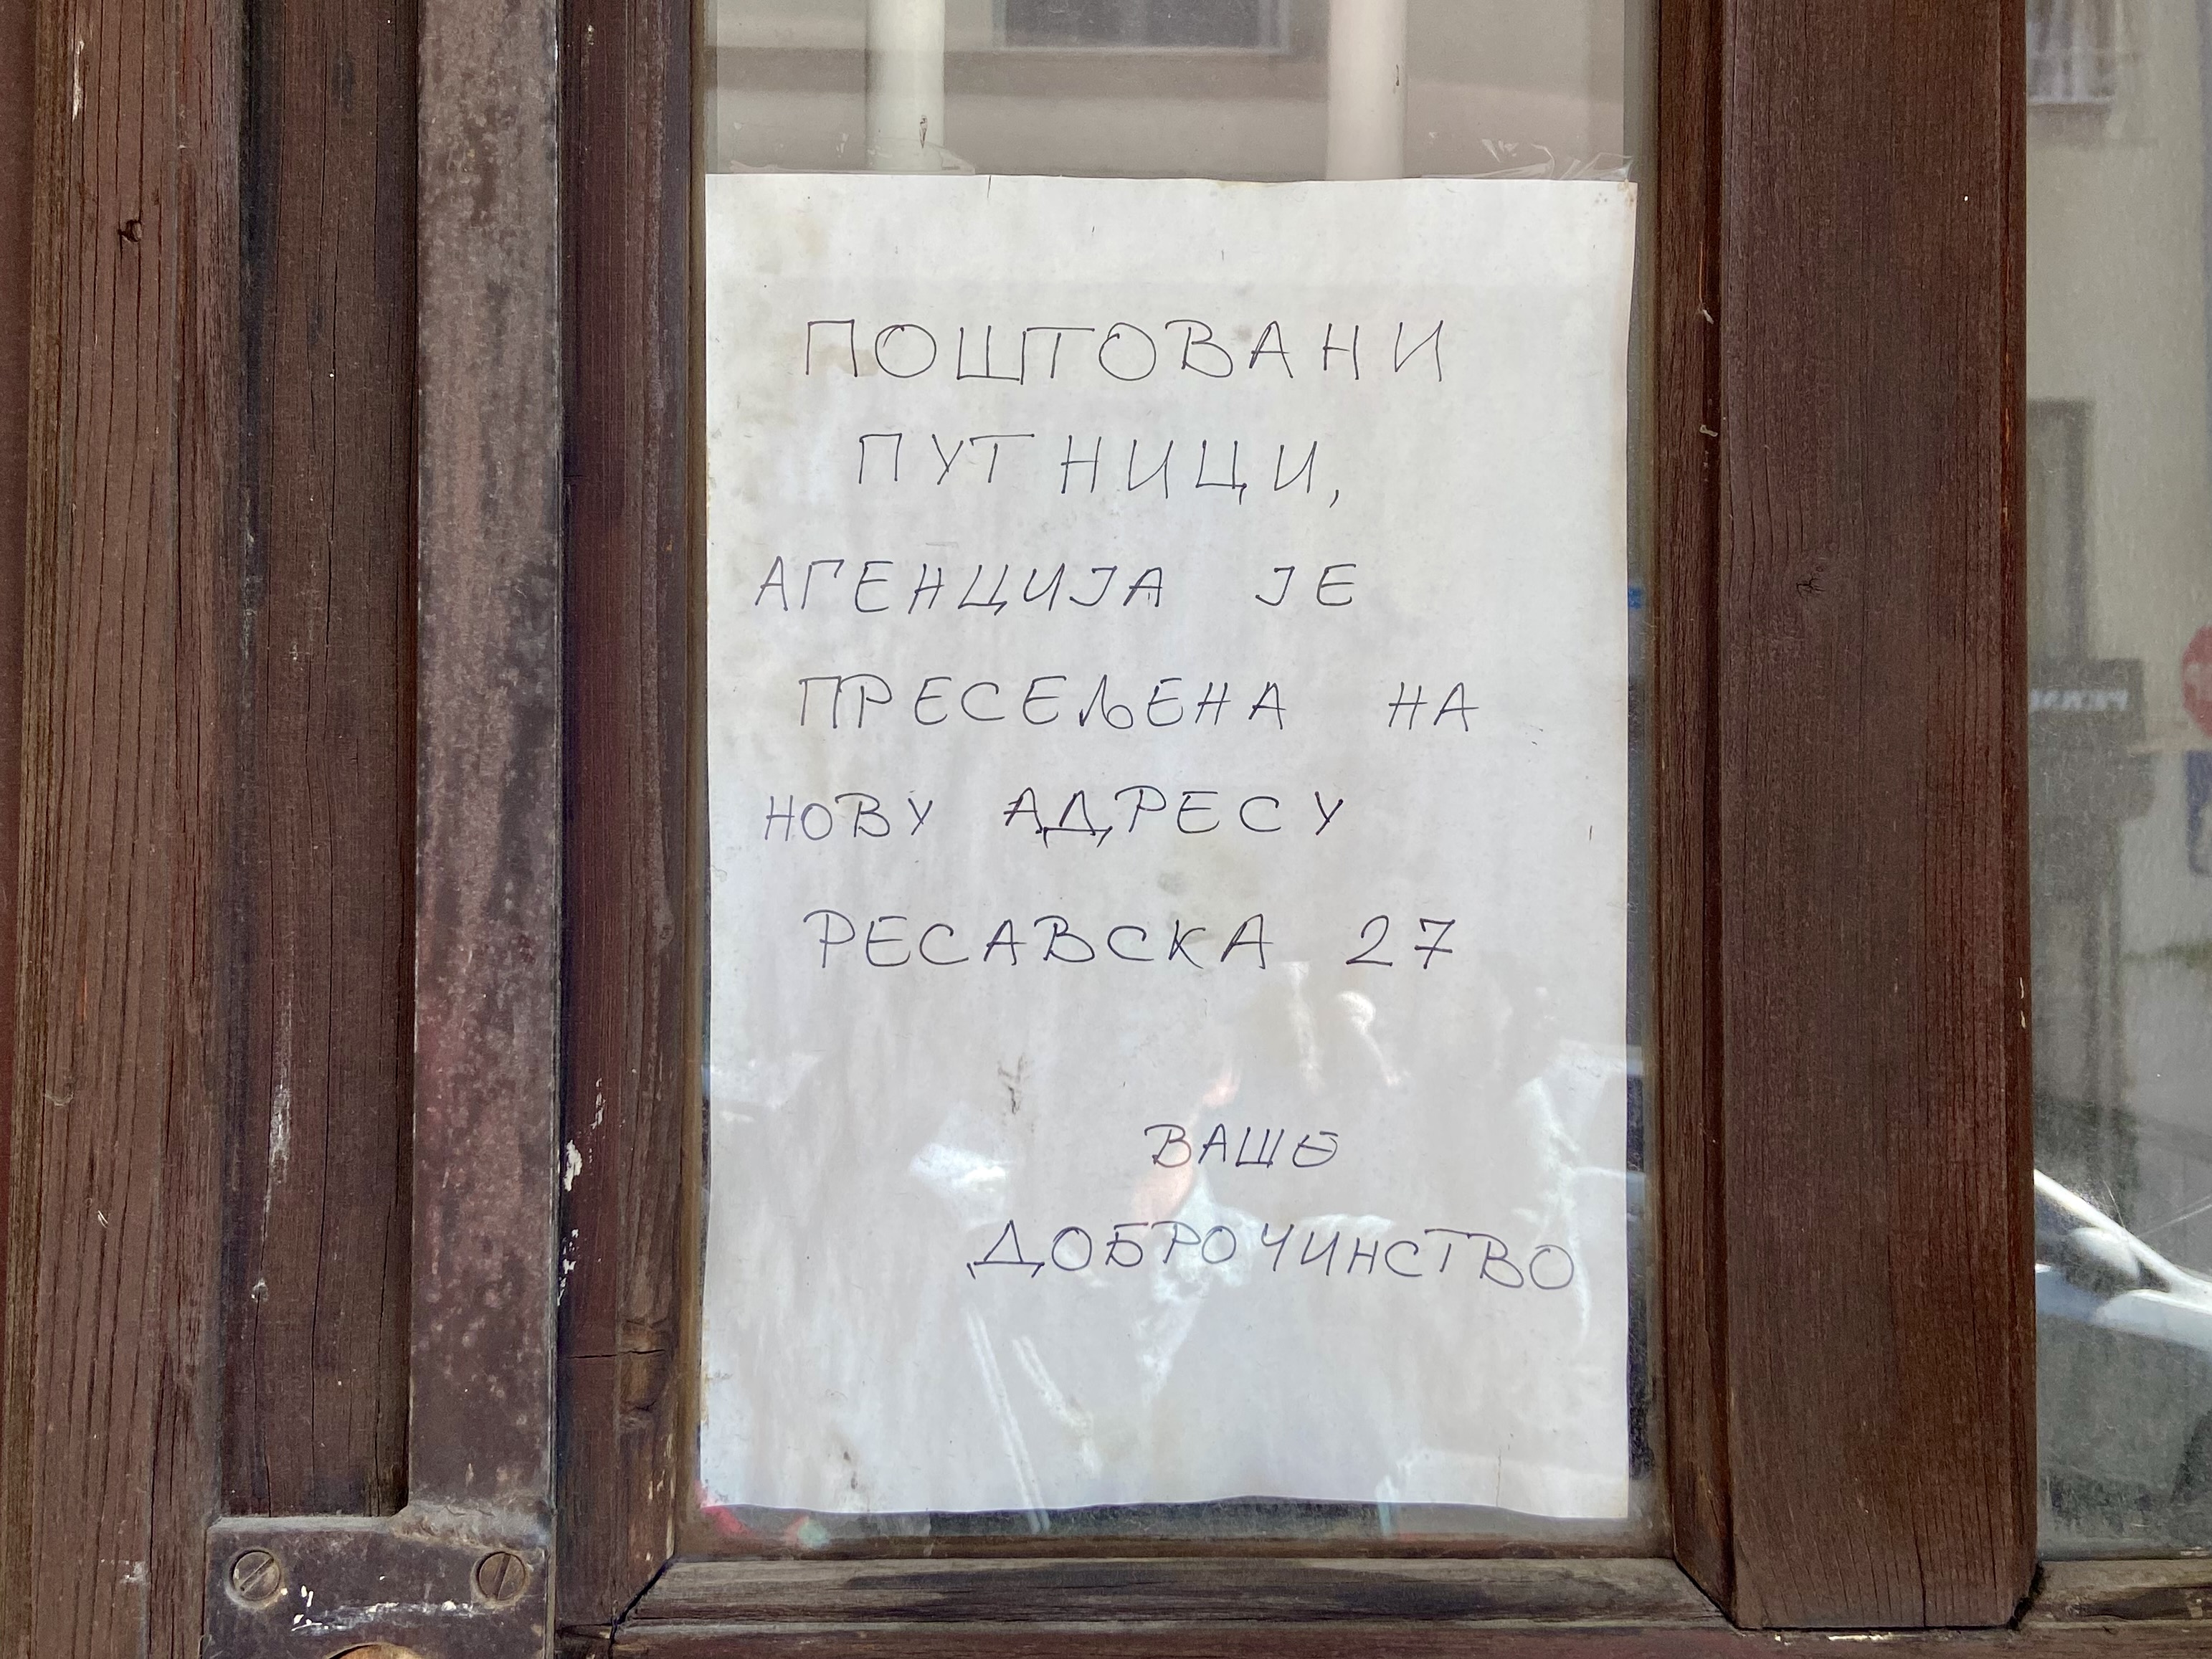 ПОШТОВАНИ
ПУТНИЦИ,
АГЕНЦИЈА ЈЕ
ПРЕСЕЉЕНА НА
НОВУ АДРЕСУ
РЕСАВСКА 27
ВАШЕ
ДОБРОЧИНСТВО